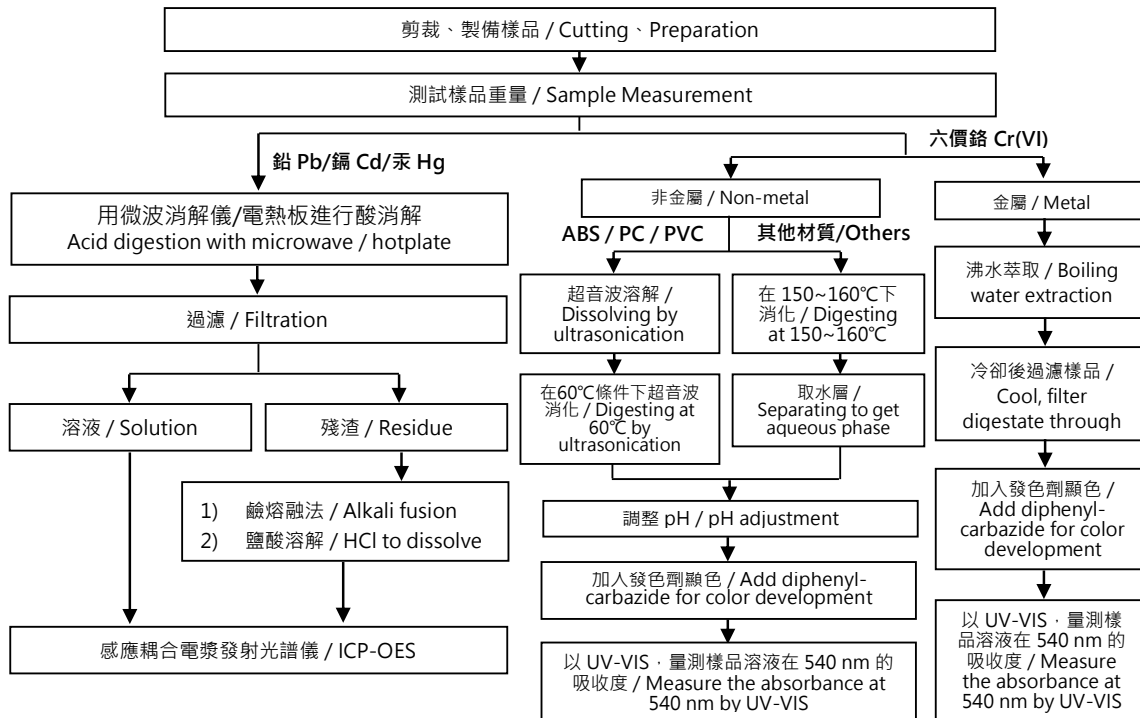 剪裁、製備樣品 / Cutting、Preparation
測試樣品重量 / Sample Measurement
鉛 Pb/鎘 Cd/汞 Hg
六價鉻 Cr(VI)
用微波消解儀/電熱板進行酸消解
Acid digestion with microwave / hotplate
過濾 / Filtration
溶液 / Solution
殘渣 / Residue
1) 鹼熔融法 / Alkali fusion
2) 鹽酸溶解 / HCl to dissolve
感應耦合電漿發射光譜儀 / ICP-OES
非金屬 / Non-metal
ABS / PC / PVC
其他材質/Others
超音波溶解 /
Dissolving by
ultrasonication
在 150~160℃下
消化 / Digesting
at 150~160℃
在60℃條件下超音波
消化 / Digesting at
60℃ by
ultrasonication
取水層 /
Separating to get
aqueous phase
調整 pH / pH adjustment
加入發色劑顯色 / Add diphenyl-
carbazide for color development
以 UV-VIS，量測樣品溶液在 540 nm 的
吸收度 / Measure the absorbance at
540 nm by UV-VIS
金屬 / Metal
沸水萃取 / Boiling
water extraction
冷卻後過濾樣品 /
Cool, filter
digestate through
加入發色劑顯色 /
Add diphenyl-
carbazide for color
development
以 UV-VIS，量測樣
品溶液在 540 nm 的
吸收度 / Measure
the absorbance at
540 nm by UV-VIS